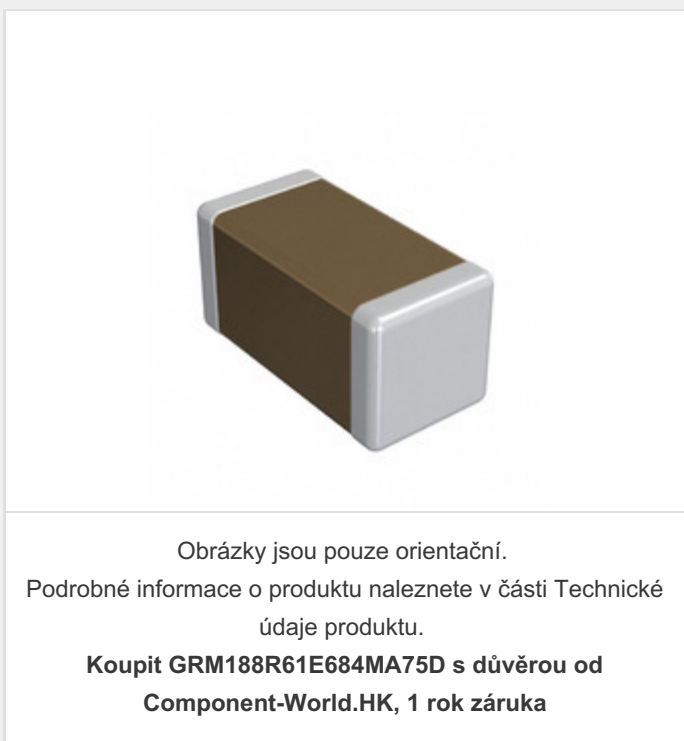 Obrázky jsou pouze orientační.
Podrobné informace o produktu naleznete v části Technické
údaje produktu.
Koupit GRM188R61E684MA75D s důvěrou od
Component-World.HK, 1 rok záruka